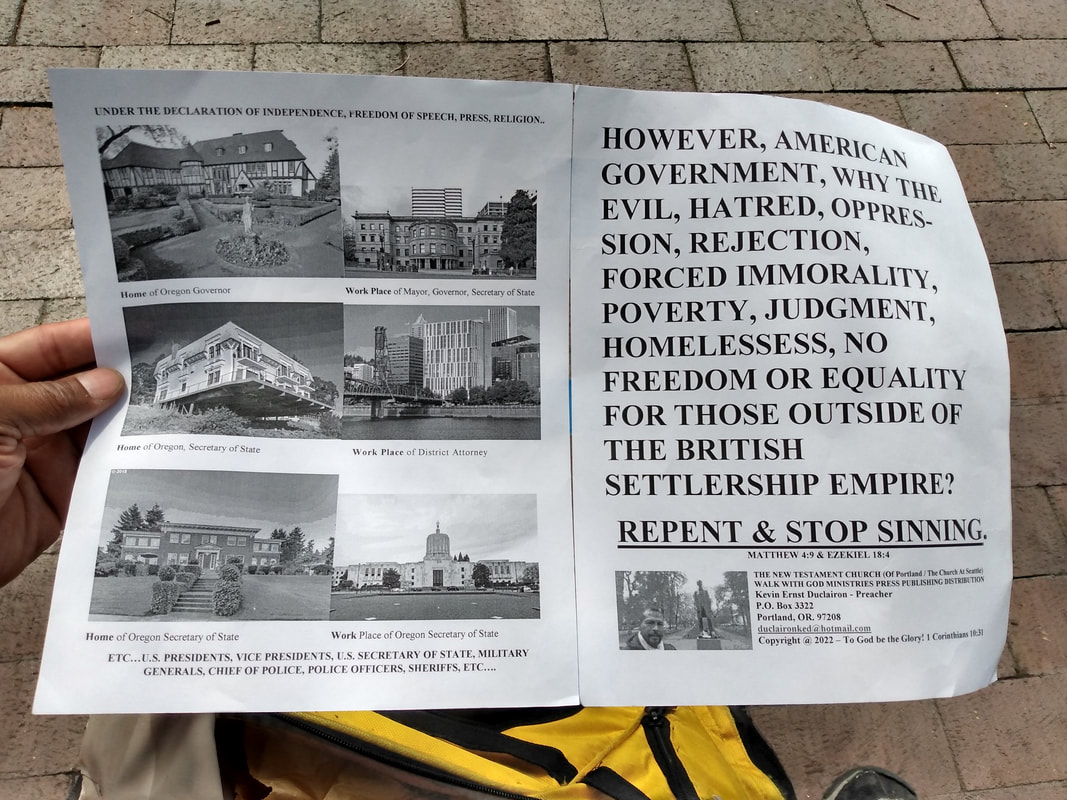 UNDER THE DECLARATION OF INDEPENDENCE, FREEDOM OF SPEECH, PRESS, RELIGION..
Home of Oregon Governor
Work Place of Mayor, Governor, Secretary of State
Home of Oregon, Secretary of State
Work Place of District Attorney
© 2018
Home of Oregon Secretary of State
Work Place of Oregon Secretary of State
ETC…U.S. PRESIDENTS, VICE PRESIDENTS, U.S. SECRETARY OF STATE, MILITARY
GENERALS, CHIEF OF POLICE, POLICE OFFICERS, SHERIFFS, ETC….
HOWEVER, AMERICAN
GOVERNMENT, WHY THE
EVIL, HATRED, OPPRES-
SION, REJECTION,
FORCED IMMORALITY,
POVERTY, JUDGMENT,
HOMELESSESS, NO
FREEDOM OR EQUALITY
FOR THOSE OUTSIDE OF
THE BRITISH
SETTLERSHIP EMPIRE?
REPENT & STOP SINNING.
MATTHEW 4:9 & EZEKIEL 18:4
THE NEW TESTAMENT CHURCH (Of Portland / The Church At Seattle)
WALK WITH GOD MINISTRIES PRESS PUBLISHING DISTRIBUTION
Kevin Ernst Duclairon - Preacher
P.O. Box 3322
Portland, OR. 97208
duclaironked@hotmail.com
Copyright @ 2022 – To God be the Glory! 1 Corinthians 10:31